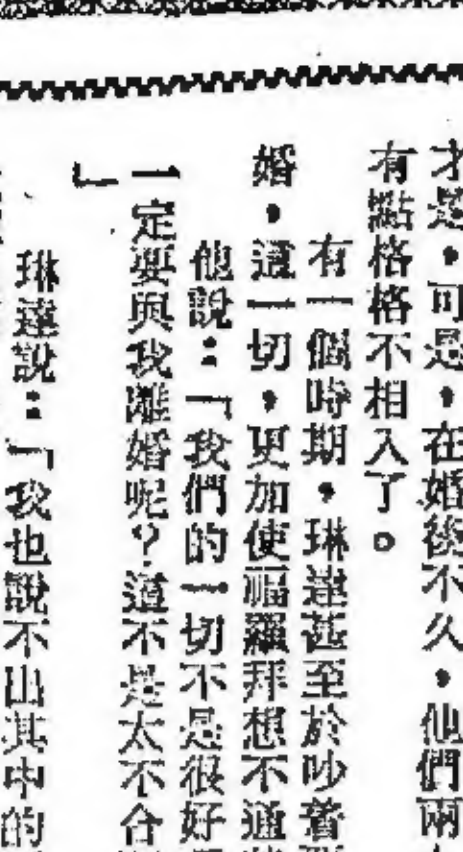 才是，可是，在婚後不久，他們兩
有點格格不相入了。
有一個時期，琳達甚至於吵着
婚，這一切，更加使福羅拜想不通
他說：「我們的一切不是很好
一定要與我離婚呢？這不是太不合
」
琳達說：「我也說不出其中的